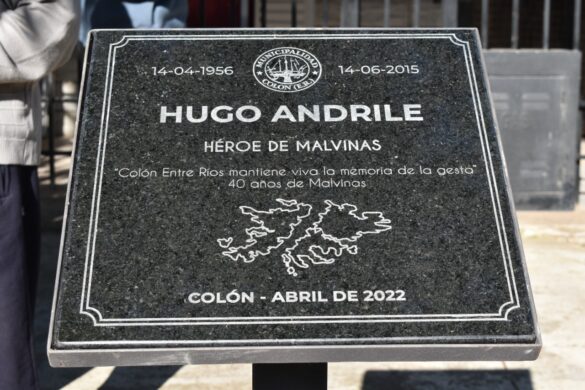 MUNICIPALIDAD
COLÓN (E.R.)
14-04-1956 14-06-2015
HUGO ANDRILE
HÉROE DE MALVINAS
"Colón Entre Ríos mantiene viva la memoria de la gesta"
40 años de Malvinas
COLÓN - ABRIL DE 2022